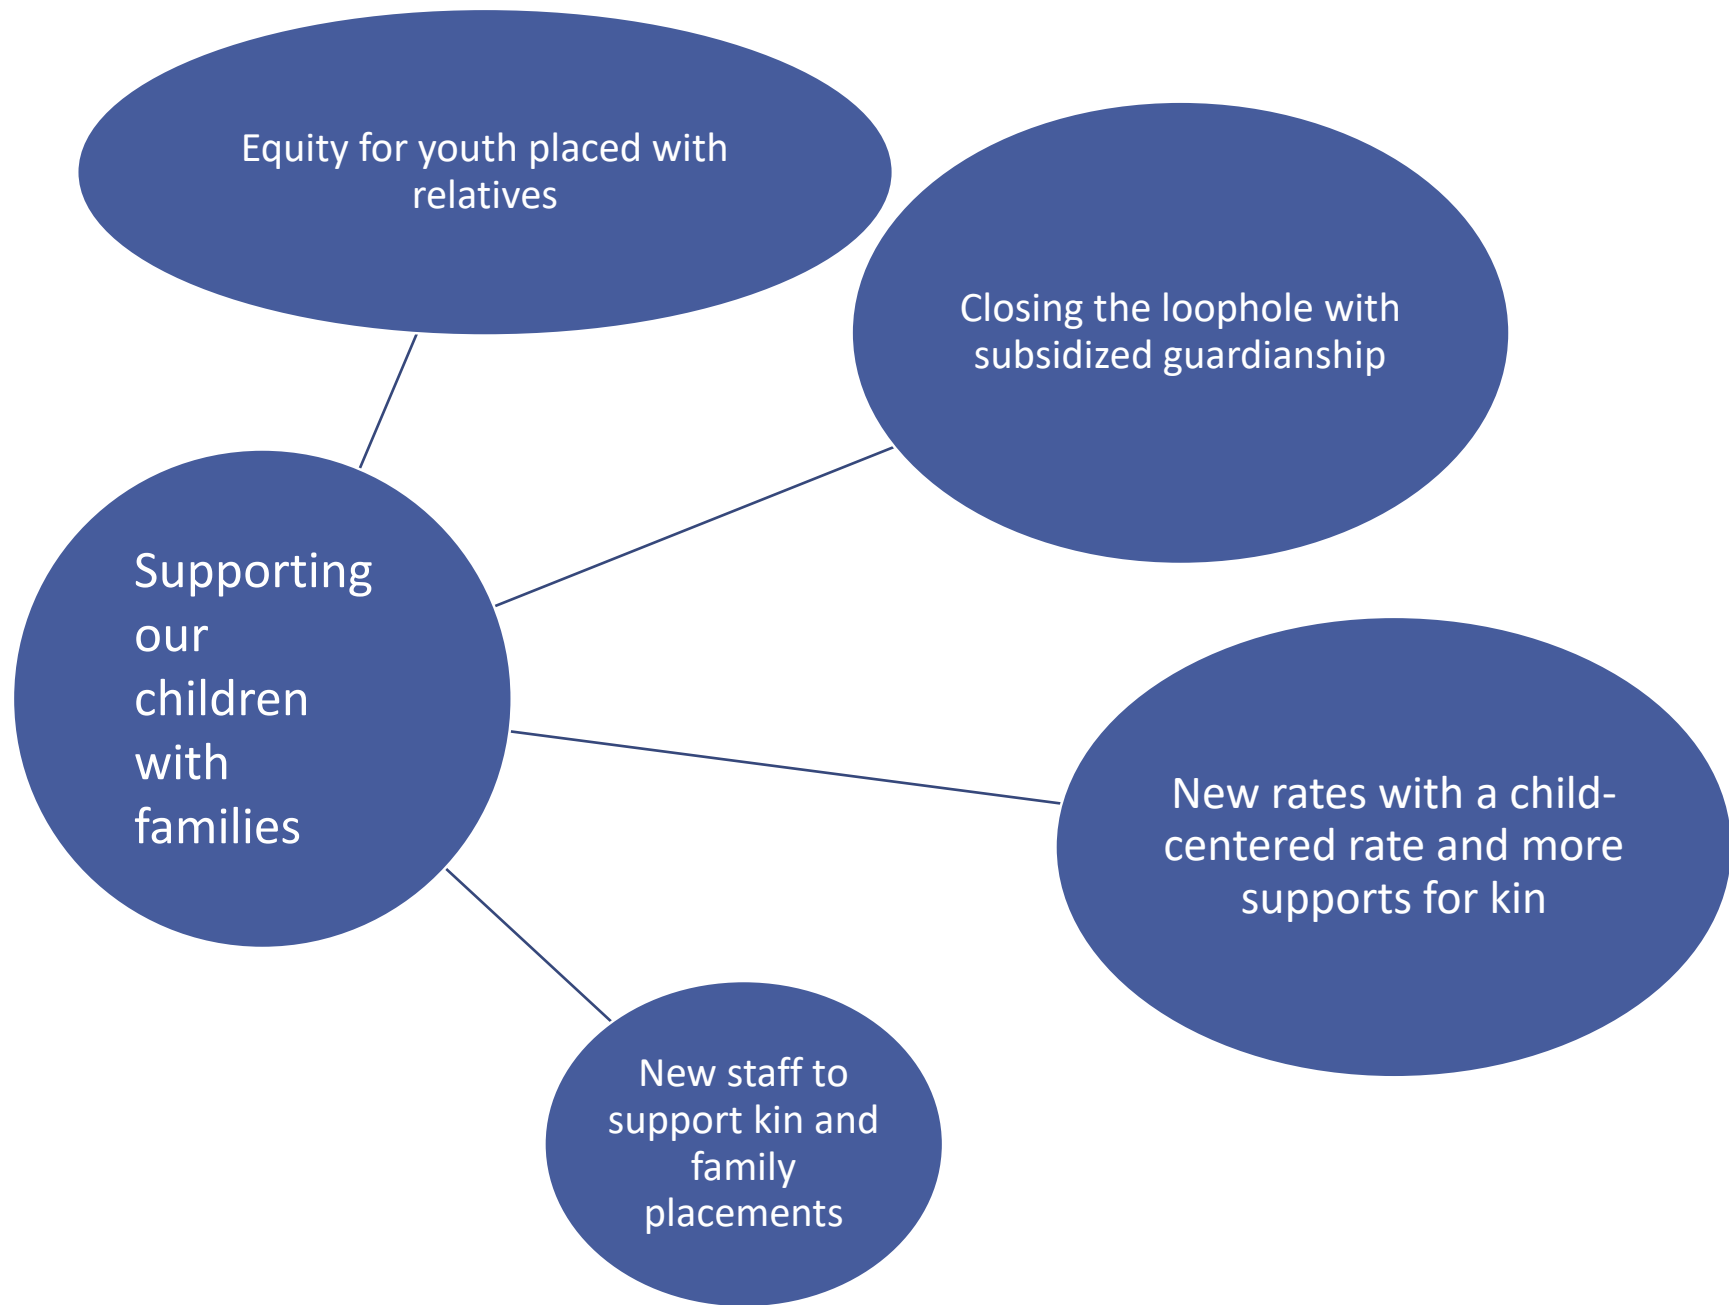 Equity for youth placed with
relatives
Closing the loophole with
subsidized guardianship
Supporting
our
children
with
families
New rates with a child-
centered rate and more
supports for kin
New staff to
support kin and
family
placements